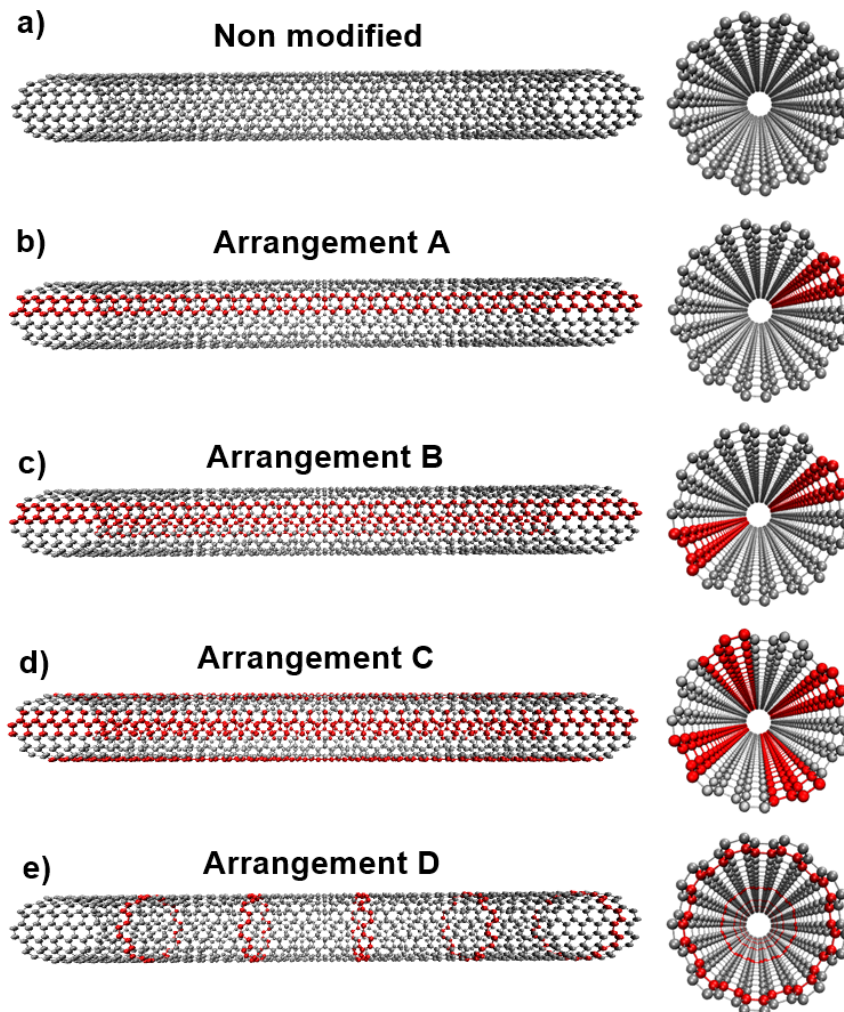 a)
Non modified
b)
Arrangement A
c)
Arrangement B
d)
Arrangement C
e)
Arrangement D